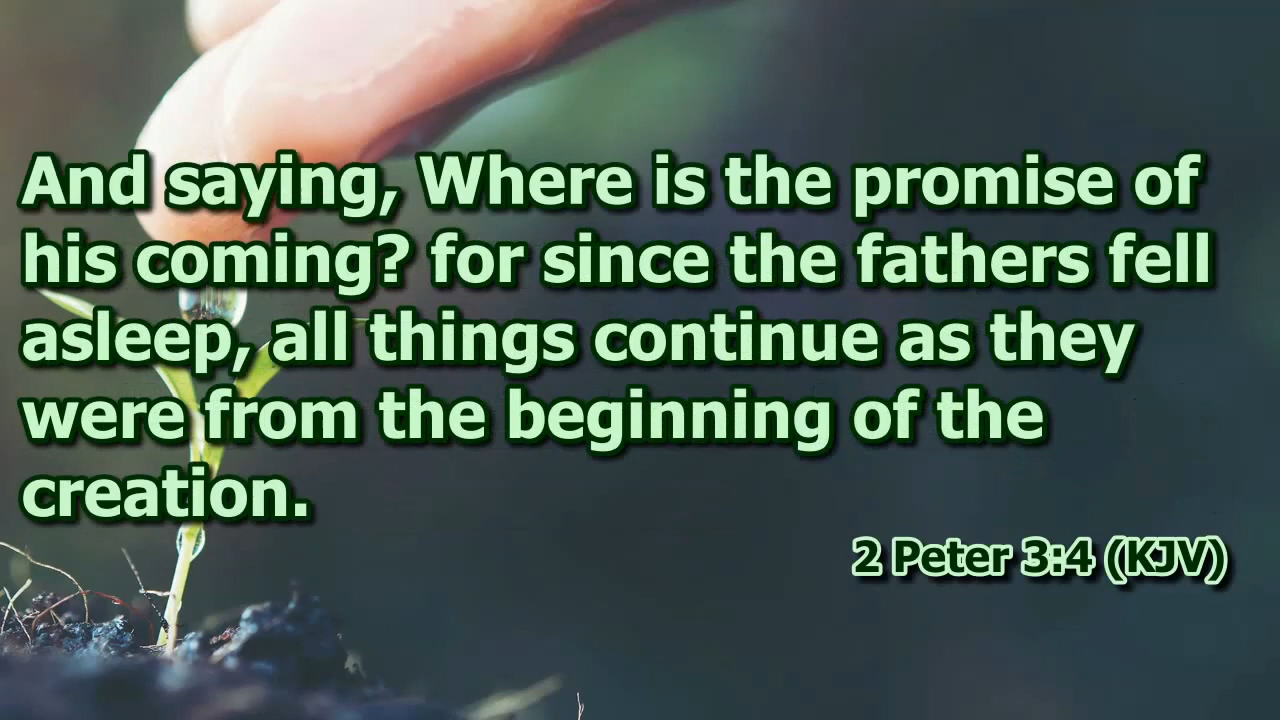 And saying, Where is the promise of
his coming? for since the fathers fell
asleep, all things continue as they
were from the beginning of the
creation.
2 Peter 3:4 (KJV)